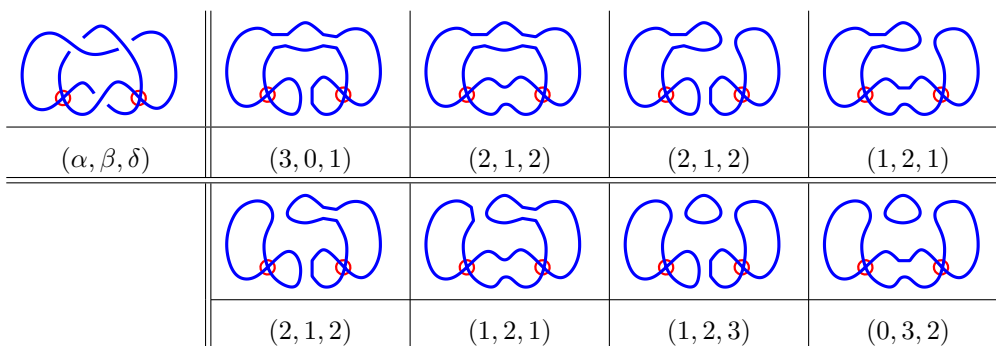 (α, β, δ) (3, 0, 1) (2, 1, 2) (2, 1, 2) (1, 2, 1)
(2, 1, 2) (1, 2, 1) (1, 2, 3) (0, 3, 2)